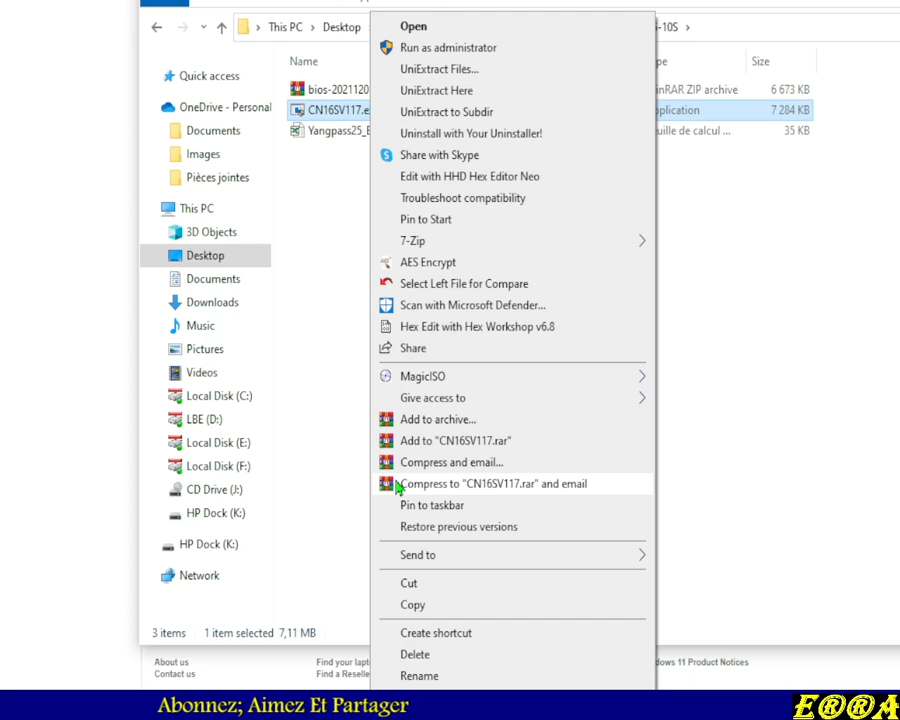 This PC
Desktop
-10S
Name
Size
Quick access
OneDrive - Personal
Documents
Images
Pièces jointes
This PC
3D Objects
Desktop
Documents
Downloads
Music
Pictures
Videos
Local Disk (C:)
LBE (D:)
Local Disk (E:)
Local Disk (F:)
CD Drive (J:)
HP Dock (K:)
HP Dock (K:)
Network
bios-2021120
inRAR ZIP archive
6 673 KB
CN16SV117.e
pplication
7 284 KB
Yangpass25_
uille de calcul ...
35 KB
Open
Run as administrator
UniExtract Files...
UniExtract Here
UniExtract to Subdir
Uninstall with Your Uninstaller!
Share with Skype
Edit with HHD Hex Editor Neo
Troubleshoot compatibility
Pin to Start
7-Zip
AES Encrypt
Select Left File for Compare
Scan with Microsoft Defender...
Hex Edit with Hex Workshop v6.8
Share
MagicISO
Give access to
Add to archive...
Add to "CN16SV117.rar"
Compress and email...
Compress to "CN16SV117.rar" and email
Pin to taskbar
Restore previous versions
Send to
Cut
Copy
Create shortcut
Delete
Rename
3 items
1 item selected
7,11 MB
About us
Contact us
Find your lapt
Find a Reselle
dows 11 Product Notices
Abonnez; Aimez Et Partager
ERRA